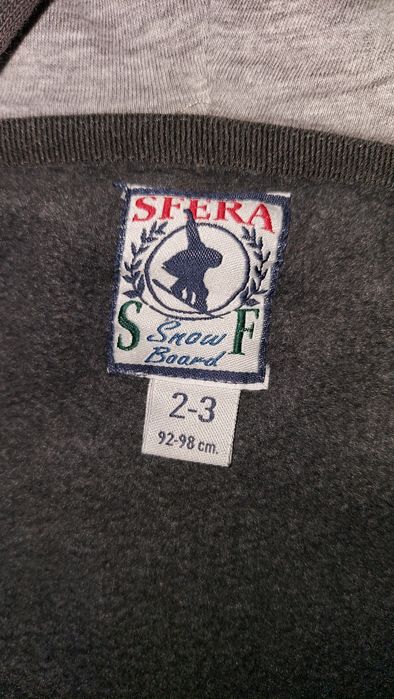 SFERA
S Snow F
Board
2-3
92-98 cm.